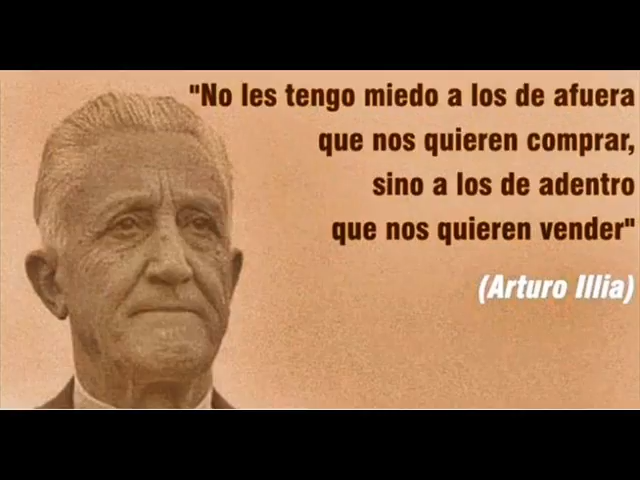 "No les tengo miedo a los de afuera
que nos quieren comprar,
sino a los de adentro
que nos quieren vender"
(Arturo Illia)